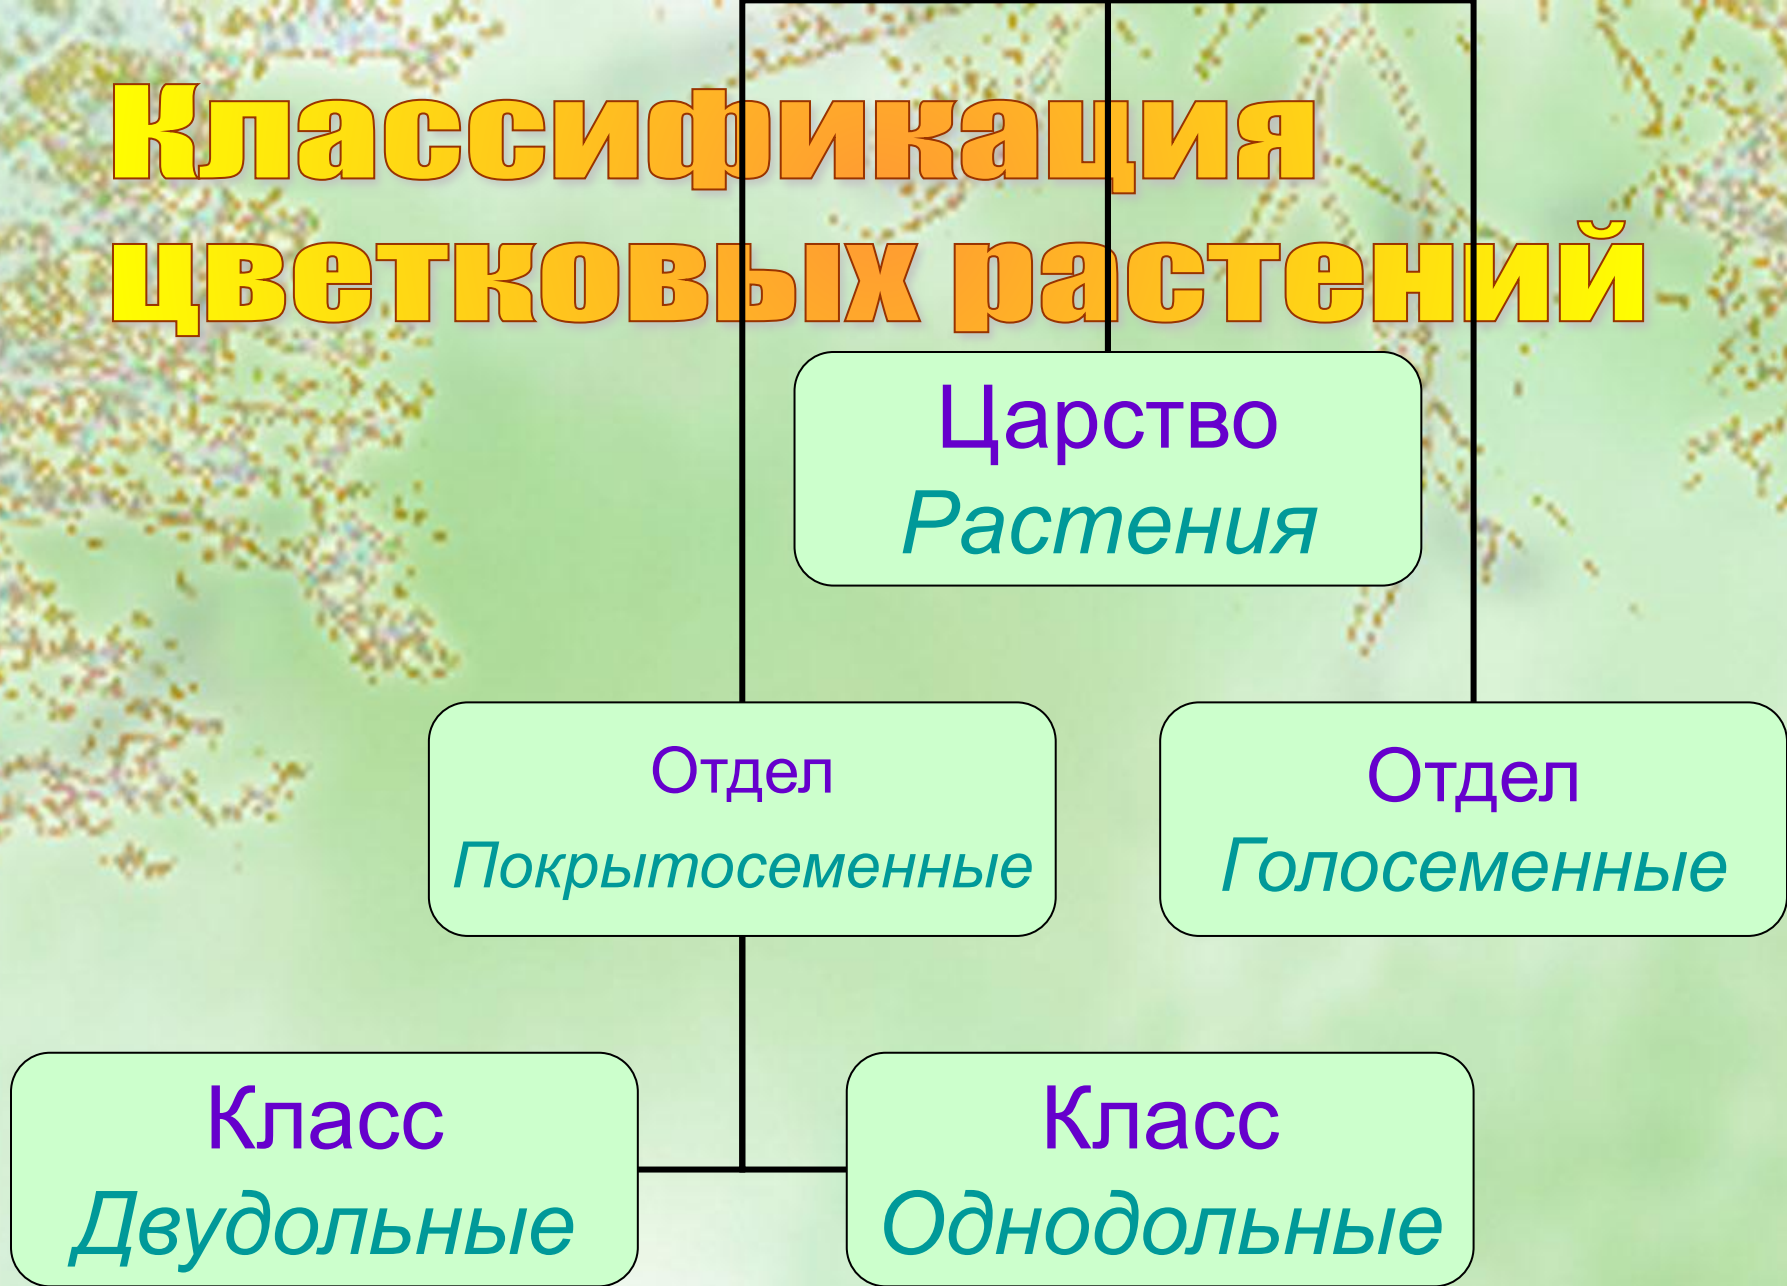 Классификация
цветковых растений
Царство
Растения
Отдел
Покрытосеменные
Отдел
Голосеменные
Класс
Двудольные
Класс
Однодольные